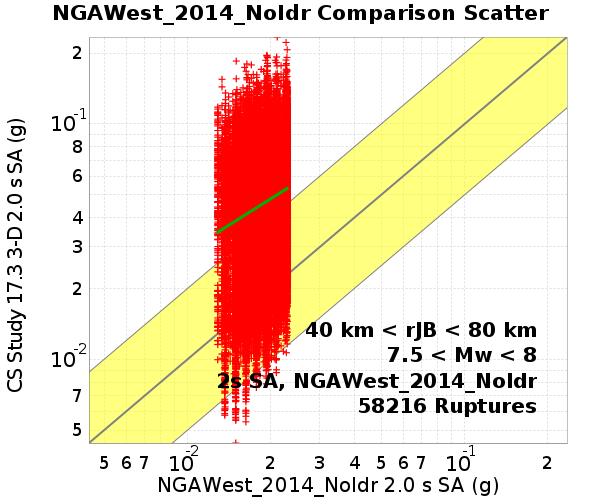 NGAWest_2014_NoIdr Comparison Scatter
CS Study 17.3 3-D 2.0 s SA (g)
2
10^-1
8
6
4
3
2
10^-2
7
5
40 km < rJB < 80 km
7.5 < Mw < 8
2s SA, NGAWest_2014_NoIdr
58216 Ruptures
5 6 7 10^-2 2 3 4 5 6 7 10^-1 2
NGAWest_2014_NoIdr 2.0 s SA (g)